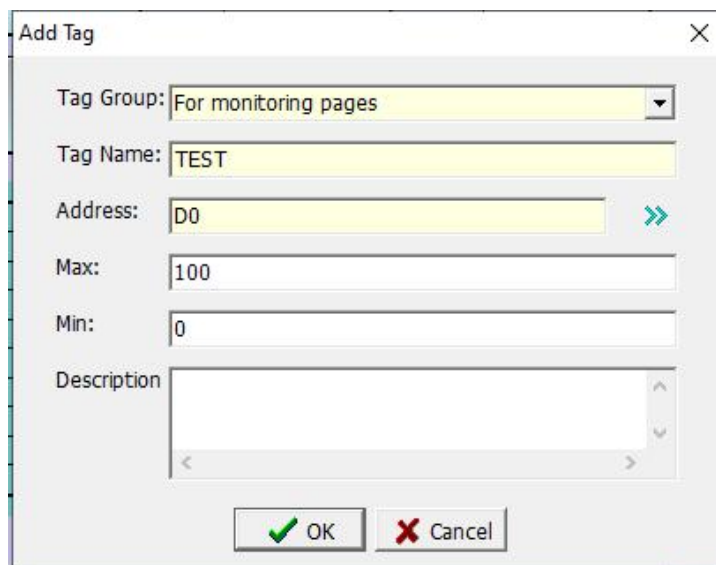 Add Tag
Tag Group: For monitoring pages
Tag Name: TEST
Address: D0
Max: 100
Min: 0
Description
OK Cancel